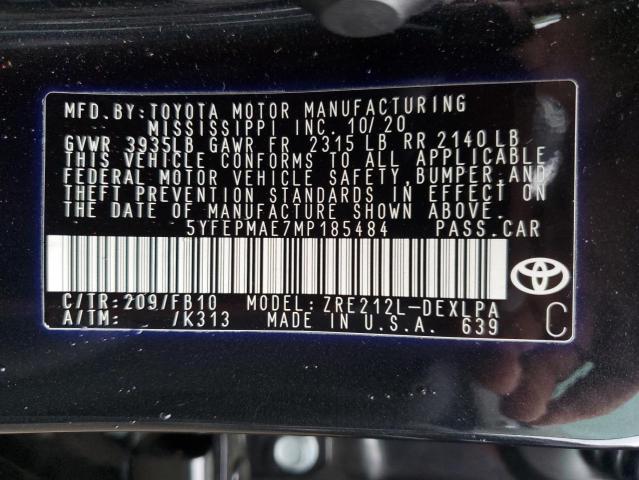 MFD.BY:TOYOTA MOTOR MANUFACTURING
MISSISSIPPI INC. 10/20
GVWR 3935LB GAWR FR 2315 LB RR 2140 LB
THIS VEHICLE CONFORMS TO ALL APPLICABLE
FEDERAL MOTOR VEHICLE SAFETY, BUMPER, AND
THEFT PREVENTION STANDARDS IN EFFECT ON
THE DATE OF MANUFACTURE SHOWN ABOVE.
5YFEPMAE7MP185484 PASS.CAR
C/TR:209/FB10 MODEL:ZRE212L-DEXLPA
A/TM: /K313 MADE IN U.S.A. 639
C